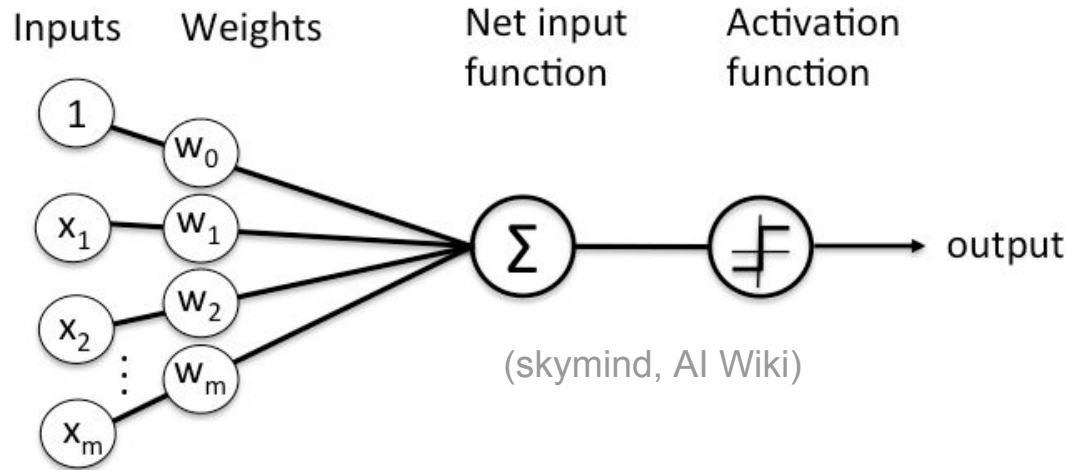 Inputs Weights Net input function Activation function
1
w0
x1 w1
x2 w2
⋮
xm wm
Σ
output
(skymind, AI Wiki)